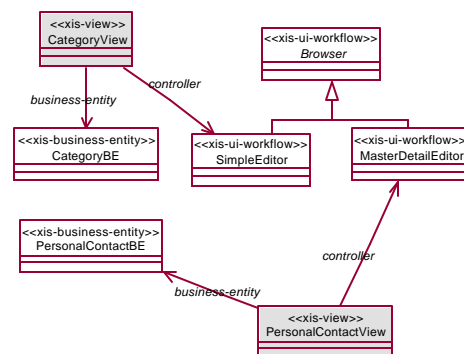 <<xis-view>>
CategoryView
<<xis-ui-workflow>>
Browser
business-entity
controller
<<xis-business-entity>>
CategoryBE
<<xis-ui-workflow>>
SimpleEditor
<<xis-ui-workflow>>
MasterDetailEditor
<<xis-business-entity>>
PersonalContactBE
controller
business-entity
<<xis-view>>
PersonalContactView